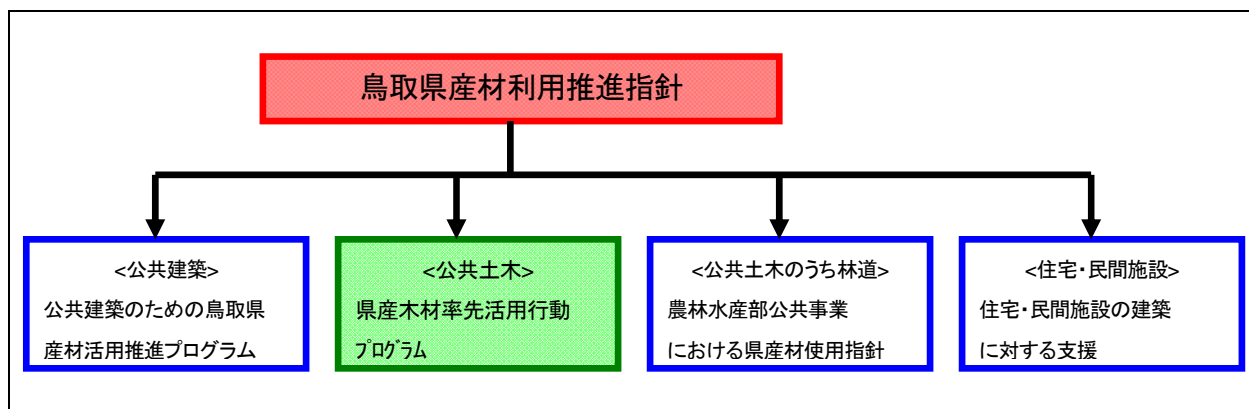 鳥取県産材利用推進指針
<公共建築>
公共建築のための鳥取県
産材活用推進プログラム
<公共土木>
県産木材率先活用行動
ﾌﾟﾛｸﾞﾗﾑ
<公共土木のうち林道>
農林水産部公共事業
における県産材使用指針
<住宅・民間施設>
住宅・民間施設の建築
に対する支援